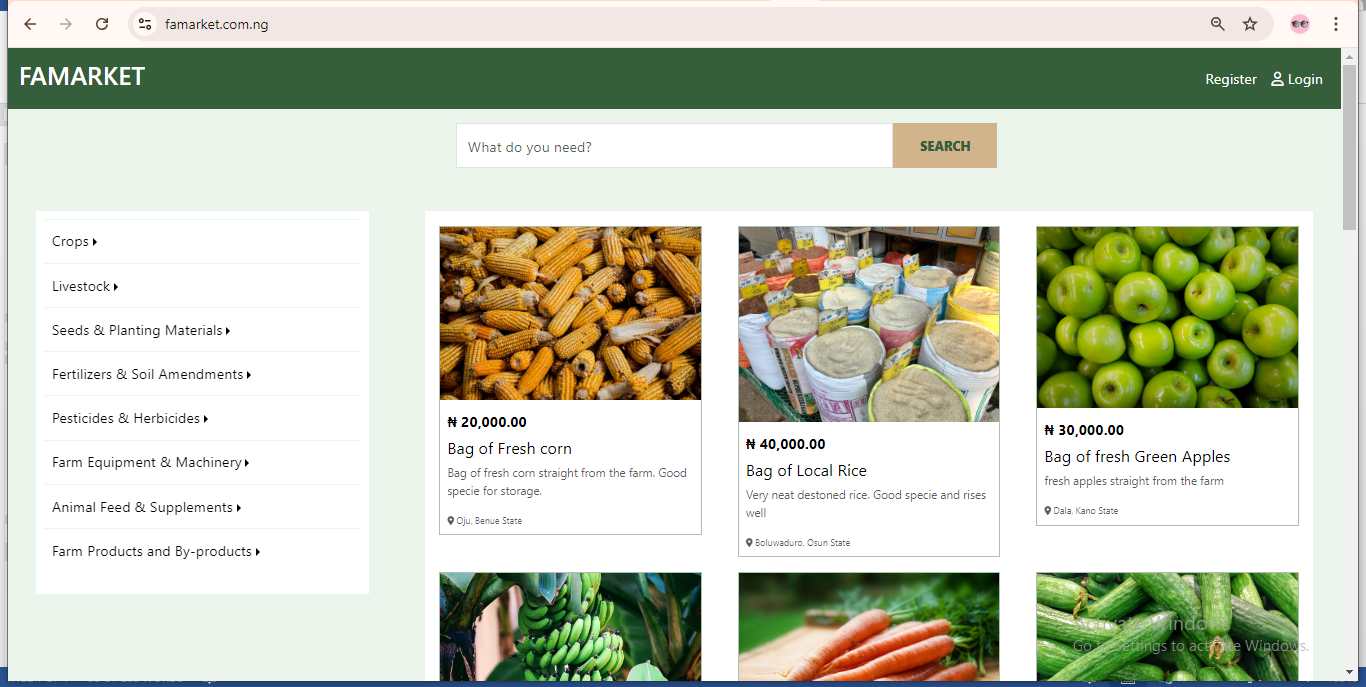 famarket.com.ng
FAMARKET
Register
Login
What do you need?
SEARCH
Crops
Livestock
Seeds & Planting Materials
Fertilizers & Soil Amendments
Pesticides & Herbicides
Farm Equipment & Machinery
Animal Feed & Supplements
Farm Products and By-products
₦ 20,000.00
Bag of Fresh corn
Bag of fresh corn straight from the farm. Good
specie for storage.
Oju, Benue State
₦ 40,000.00
Bag of Local Rice
Very neat destoned rice. Good specie and rises
well
Boluwaduro, Osun State
₦ 30,000.00
Bag of fresh Green Apples
fresh apples straight from the farm
Dala, Kano State
Activate Windows
Go to Settings to activate Windows.